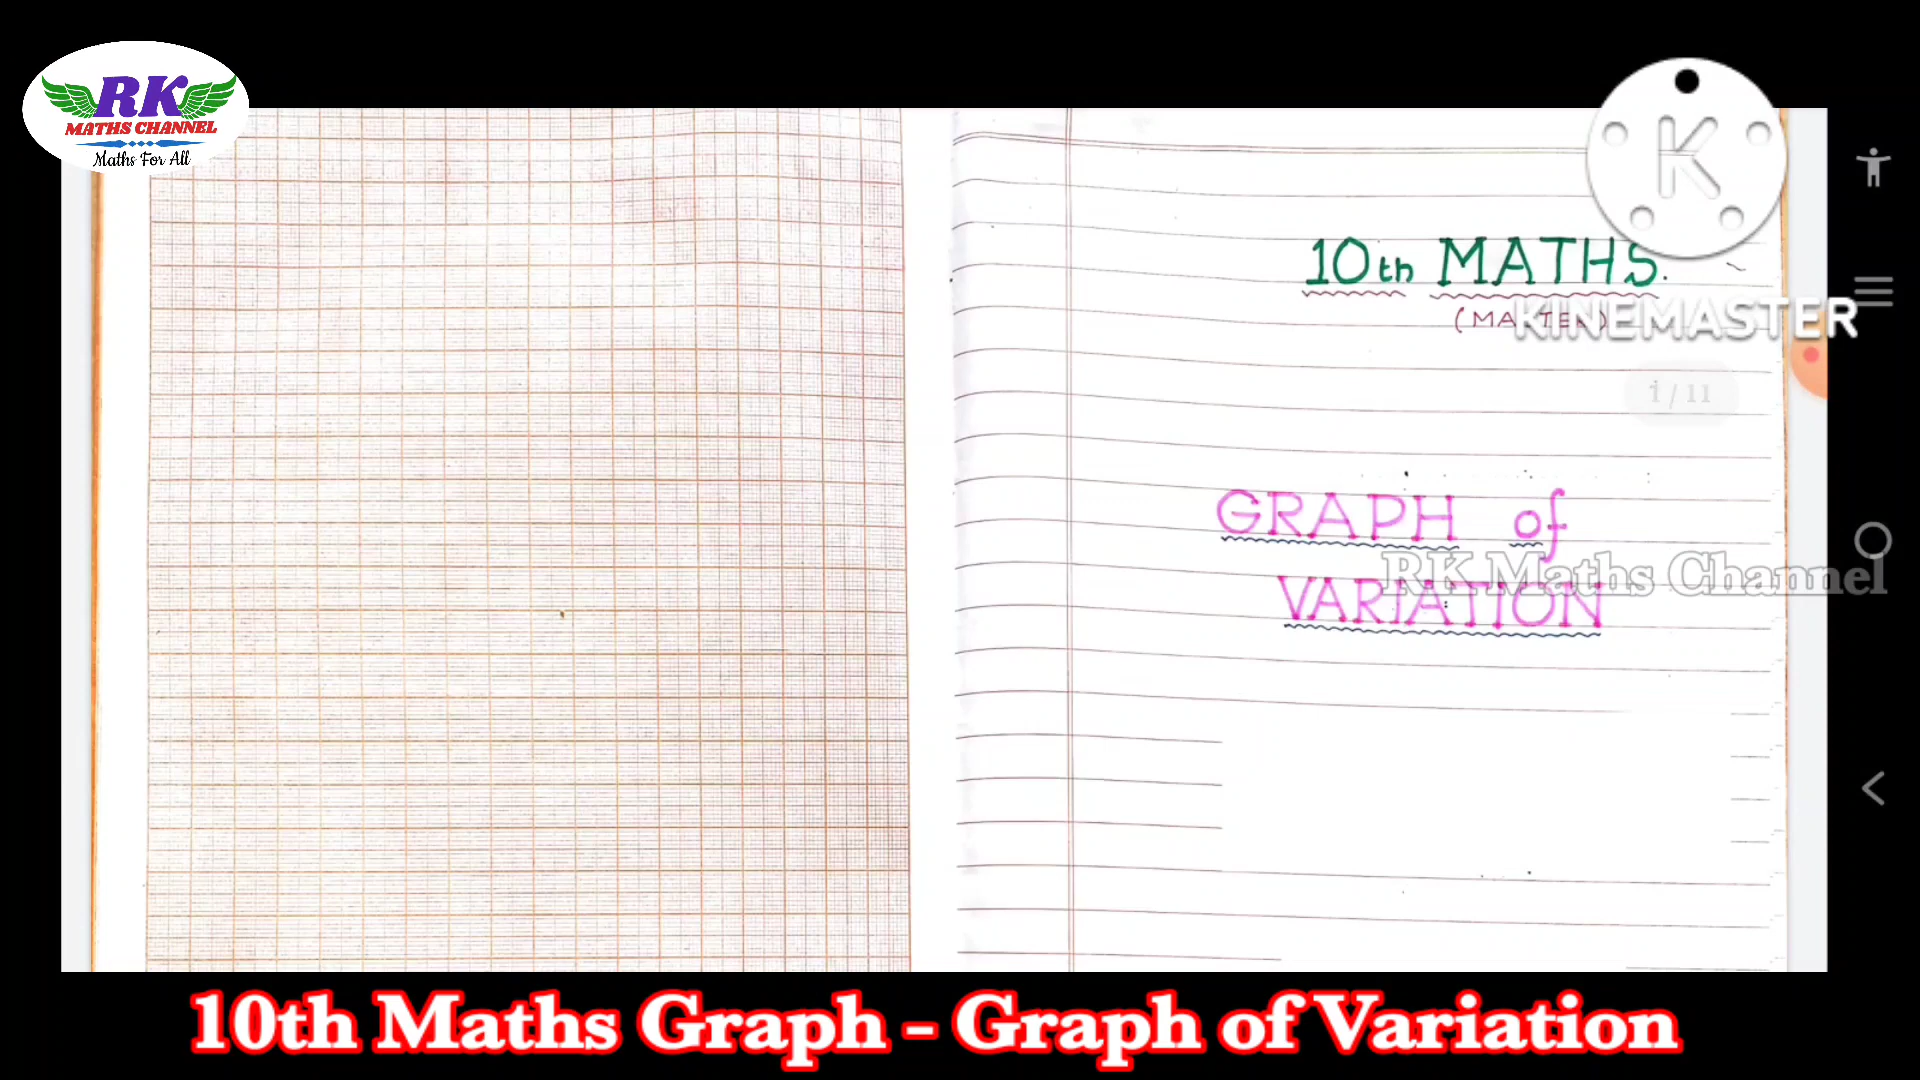 RK
MATHS CHANNEL
Maths For All
K
10th MATHS.
KINEMASTER
1 / 11
GRAPH of
RK Maths Channel
VARIATION
10th Maths Graph - Graph of Variation